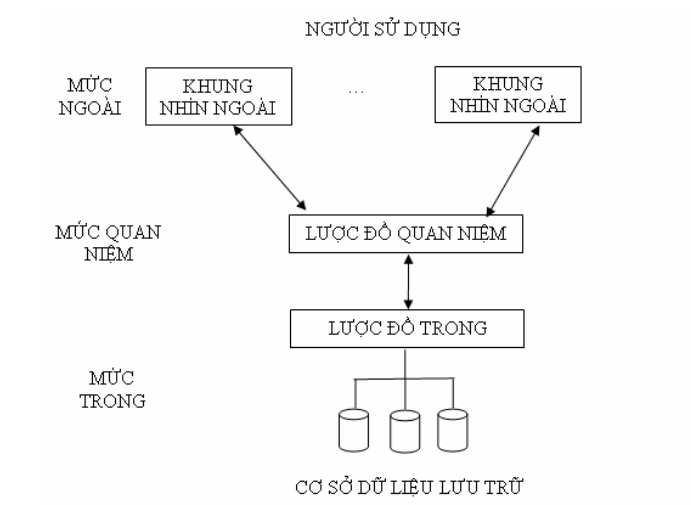 NGƯỜI SỬ DỤNG
MỨC
NGOÀI
KHUNG
NHÌN NGOÀI
...
KHUNG
NHÌN NGOÀI
MỨC QUAN
NIỆM
LƯỢC ĐỒ QUAN NIỆM
LƯỢC ĐỒ TRONG
MỨC
TRONG
CƠ SỞ DỮ LIỆU LƯU TRỮ